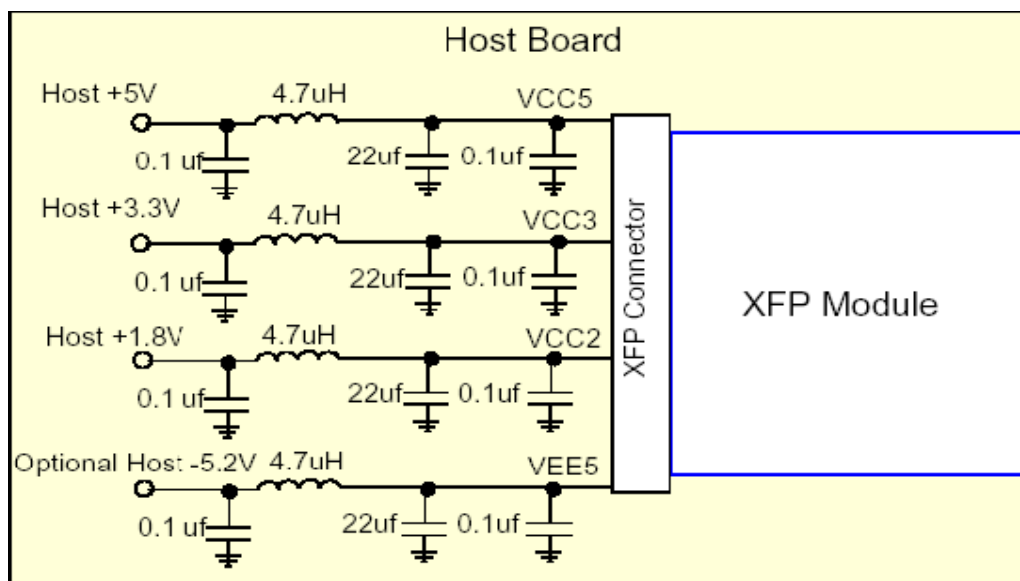 Host Board
Host +5V
4.7uH
VCC5
0.1 uf
22uf
0.1uf
Host +3.3V
4.7uH
VCC3
0.1 uf
22uf
0.1uf
Host +1.8V
4.7uH
VCC2
0.1 uf
22uf
0.1uf
Optional Host -5.2V
4.7uH
VEE5
0.1 uf
22uf
0.1uf
XFP Connector
XFP Module